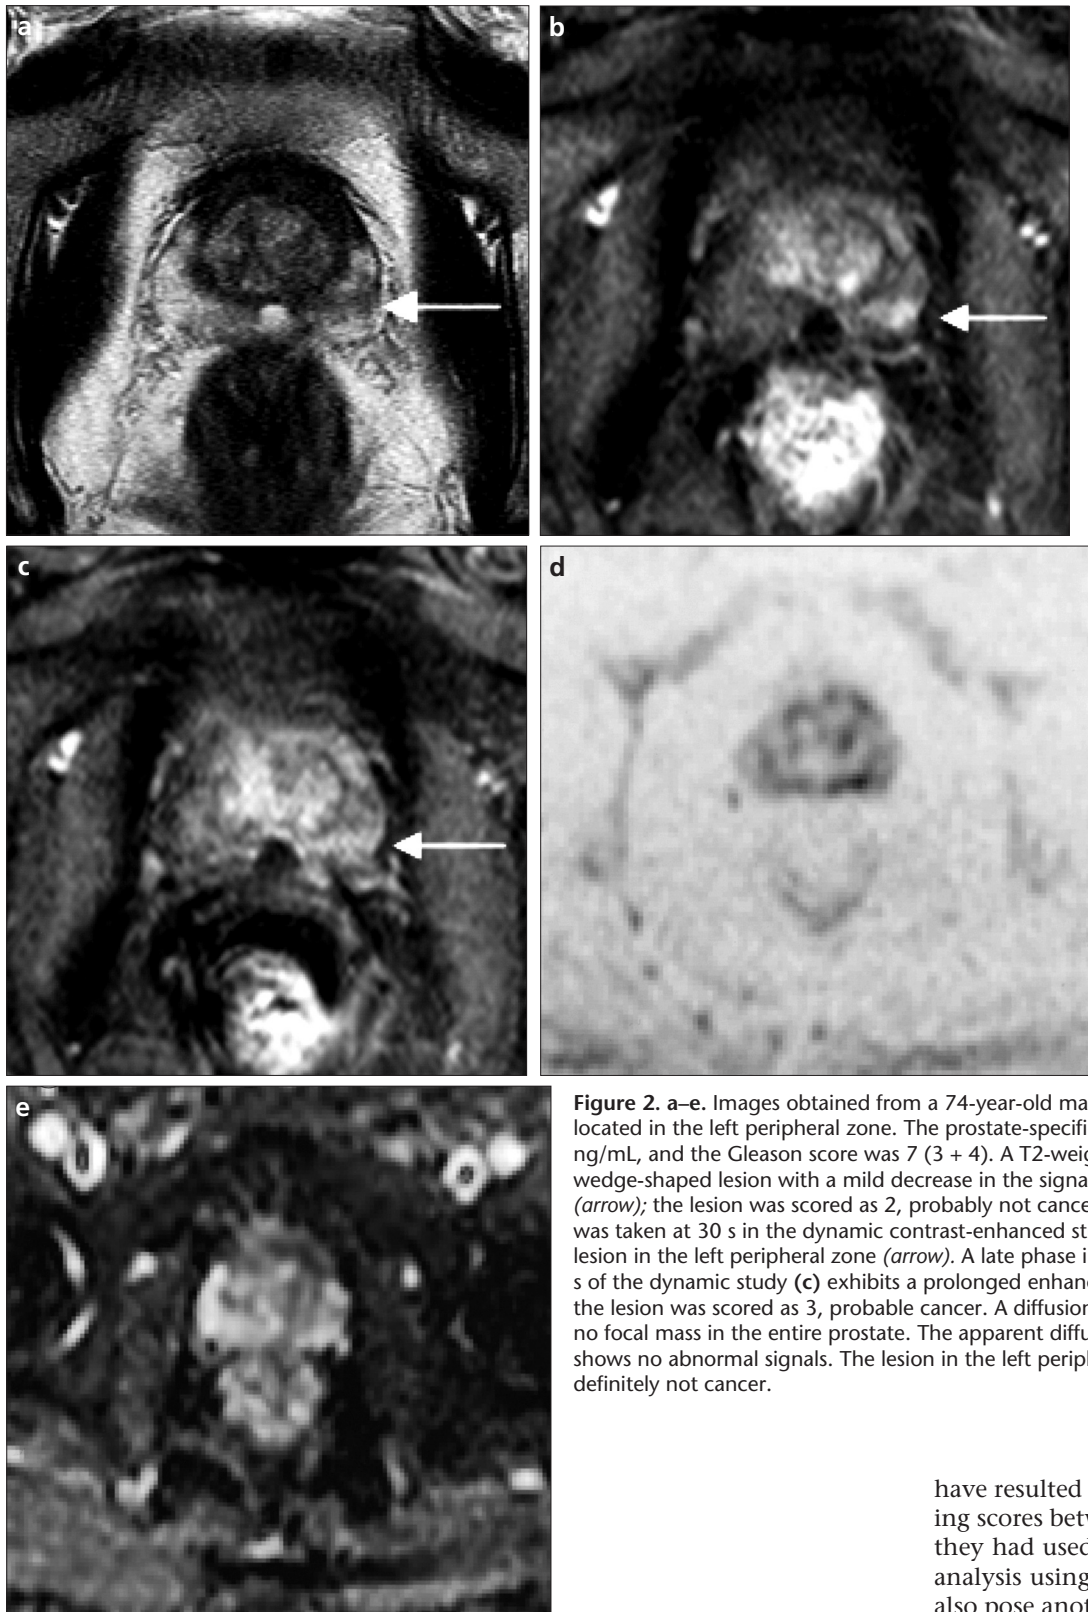 a
b
c
d
e
Figure 2. a–e. Images obtained from a 74-year-old ma
located in the left peripheral zone. The prostate-specifi
ng/mL, and the Gleason score was 7 (3 + 4). A T2-weig
wedge-shaped lesion with a mild decrease in the signa
(arrow); the lesion was scored as 2, probably not cance
was taken at 30 s in the dynamic contrast-enhanced st
lesion in the left peripheral zone (arrow). A late phase i
s of the dynamic study (c) exhibits a prolonged enhanc
the lesion was scored as 3, probable cancer. A diffusion
no focal mass in the entire prostate. The apparent diffu
shows no abnormal signals. The lesion in the left periph
definitely not cancer.
have resulted
ing scores betw
they had used
analysis using
also pose anot